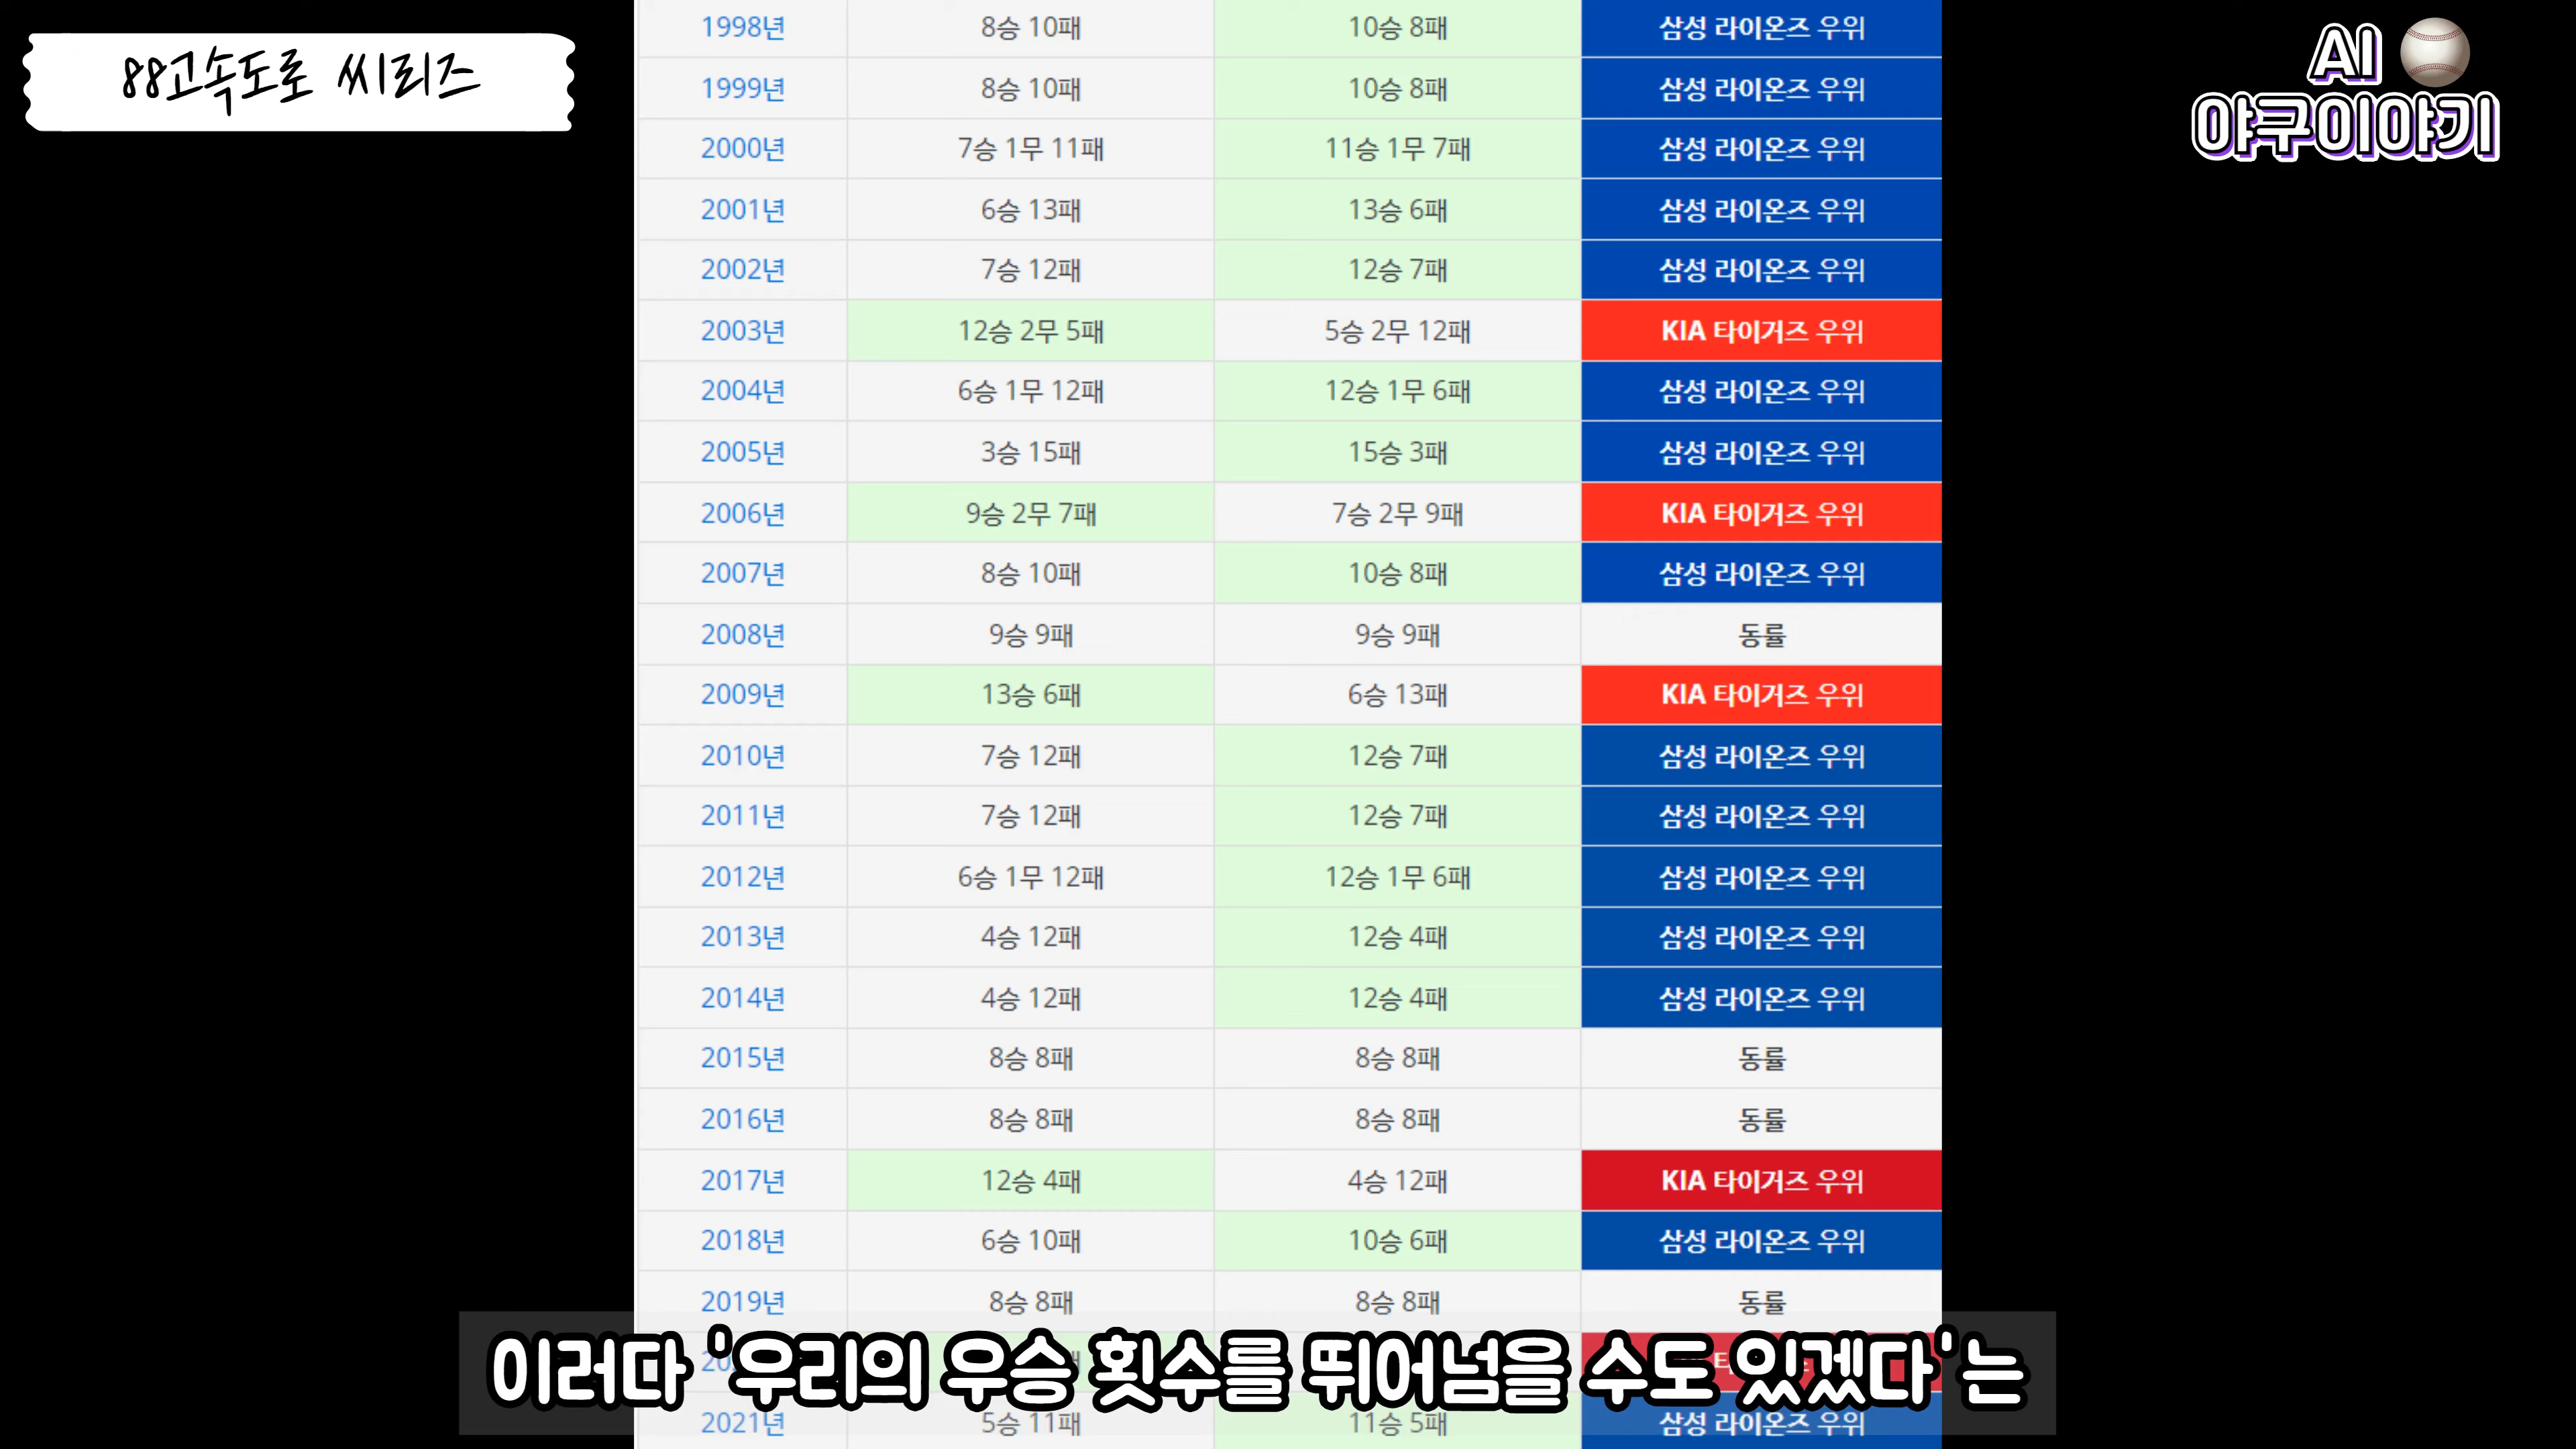 88고속도로 씨리즈
AI
야구이야기
1998년 8승 10패 10승 8패 삼성 라이온즈 우위
1999년 8승 10패 10승 8패 삼성 라이온즈 우위
2000년 7승 1무 11패 11승 1무 7패 삼성 라이온즈 우위
2001년 6승 13패 13승 6패 삼성 라이온즈 우위
2002년 7승 12패 12승 7패 삼성 라이온즈 우위
2003년 12승 2무 5패 5승 2무 12패 KIA 타이거즈 우위
2004년 6승 1무 12패 12승 1무 6패 삼성 라이온즈 우위
2005년 3승 15패 15승 3패 삼성 라이온즈 우위
2006년 9승 2무 7패 7승 2무 9패 KIA 타이거즈 우위
2007년 8승 10패 10승 8패 삼성 라이온즈 우위
2008년 9승 9패 9승 9패 동률
2009년 13승 6패 6승 13패 KIA 타이거즈 우위
2010년 7승 12패 12승 7패 삼성 라이온즈 우위
2011년 7승 12패 12승 7패 삼성 라이온즈 우위
2012년 6승 1무 12패 12승 1무 6패 삼성 라이온즈 우위
2013년 4승 12패 12승 4패 삼성 라이온즈 우위
2014년 4승 12패 12승 4패 삼성 라이온즈 우위
2015년 8승 8패 8승 8패 동률
2016년 8승 8패 8승 8패 동률
2017년 12승 4패 4승 12패 KIA 타이거즈 우위
2018년 6승 10패 10승 6패 삼성 라이온즈 우위
2019년 8승 8패 8승 8패 동률
이러다 '우리의 우승 횟수를 뛰어넘을 수도 있겠다'는
2021년 5승 11패 11승 5패 삼성 라이온즈 우위